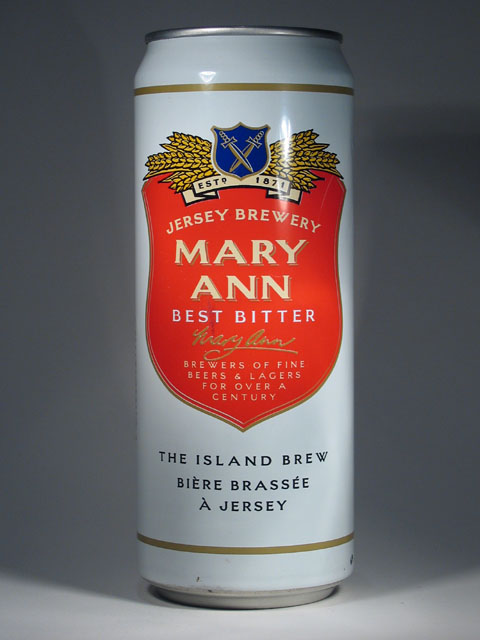 ESTD 1871
JERSEY BREWERY
MARY
ANN
BEST BITTER
Mary Ann
BREWERS OF FINE
BEERS & LAGERS
FOR OVER A
CENTURY
THE ISLAND BREW
BIÈRE BRASSÉE
À JERSEY